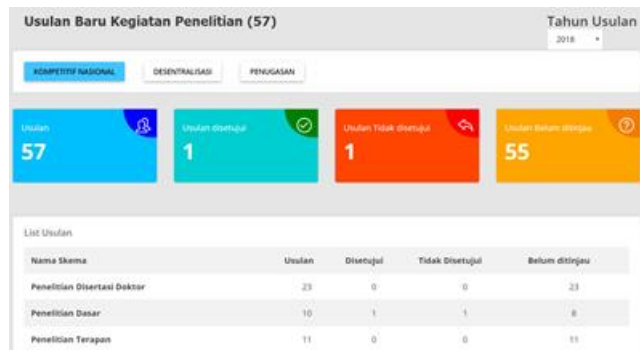 Usulan Baru Kegiatan Penelitian (57)
Tahun Usulan
2018
KOMPETITIF NASIONAL DESENTRALISASI PENUGASAN
Usulan
57
Usulan disetujui
1
Usulan Tidak disetujui
1
Usulan Belum ditinjau
55
List Usulan
Nama Skema Usulan Disetujui Tidak Disetujui Belum ditinjau
Penelitian Disertasi Doktor 23 0 0 23
Penelitian Dasar 10 1 1 8
Penelitian Terapan 11 0 0 11